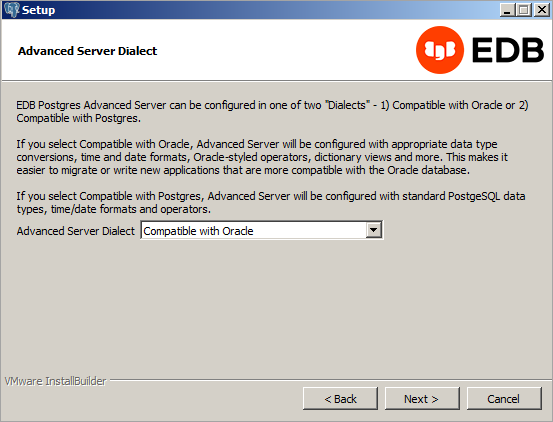 Setup
Advanced Server Dialect
EDB
EDB Postgres Advanced Server can be configured in one of two "Dialects" - 1) Compatible with Oracle or 2)
Compatible with Postgres.
If you select Compatible with Oracle, Advanced Server will be configured with appropriate data type
conversions, time and date formats, Oracle-styled operators, dictionary views and more. This makes it
easier to migrate or write new applications that are more compatible with the Oracle database.
If you select Compatible with Postgres, Advanced Server will be configured with standard PostgeSQL data
types, time/date formats and operators.
Advanced Server Dialect Compatible with Oracle
VMware InstallBuilder
< Back Next > Cancel